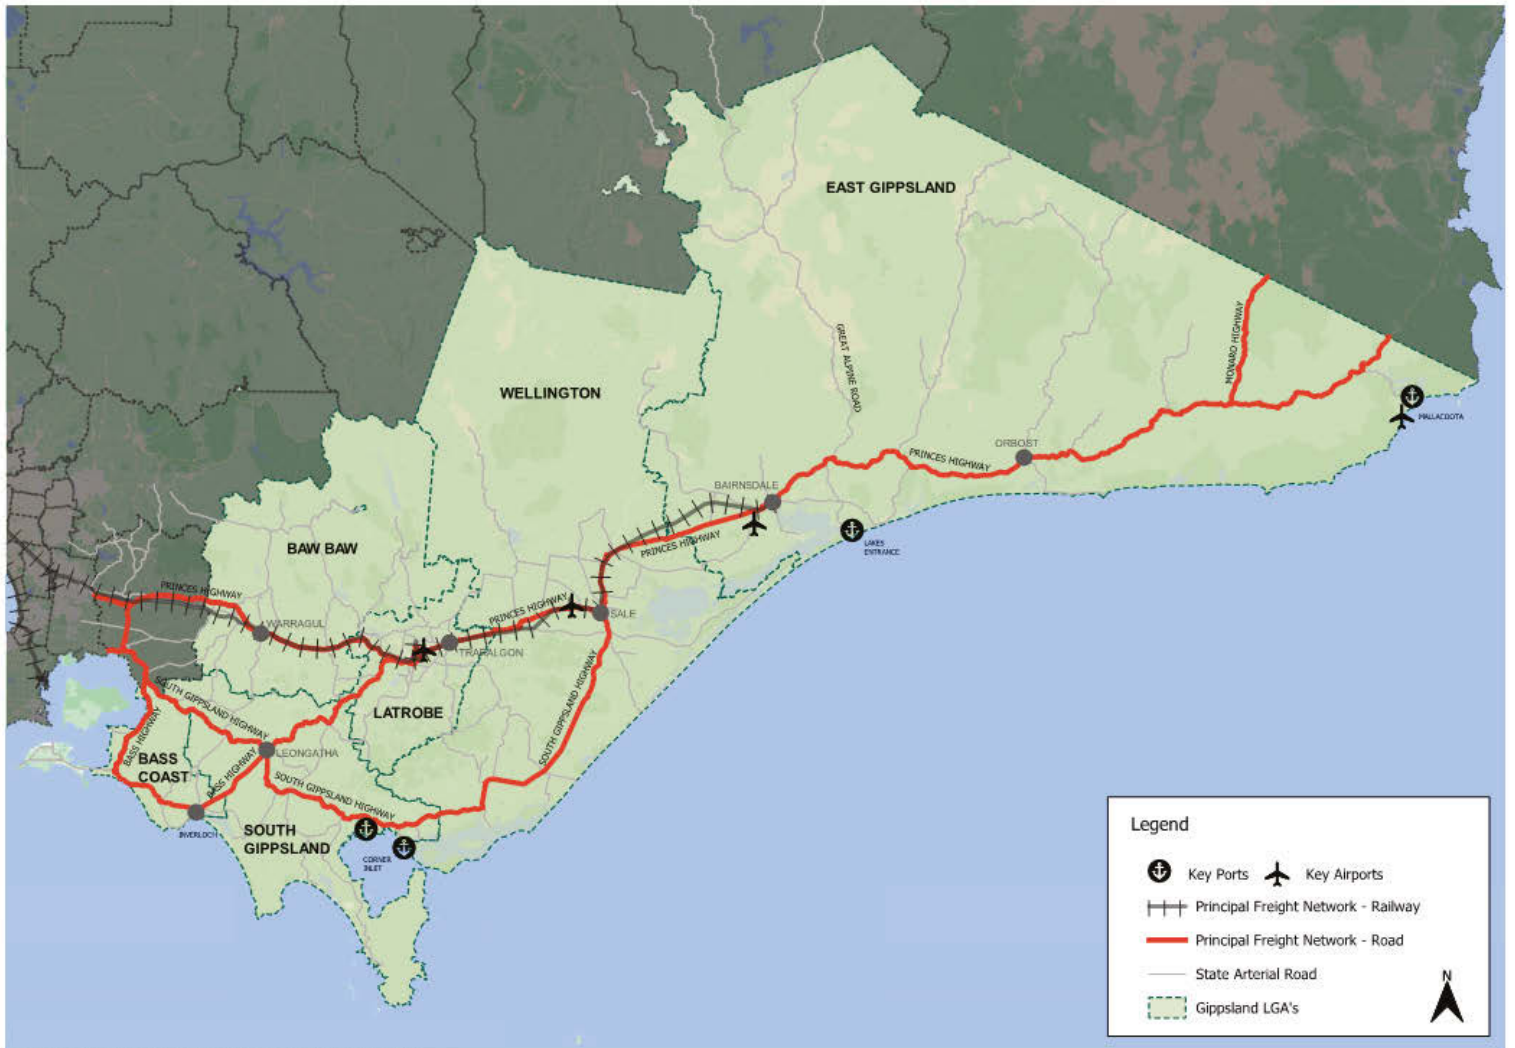 EAST GIPPSLAND
MONARO HIGHWAY
GREAT ALPINE ROAD
WELLINGTON
MALLACOOTA
ORBOST
PRINCES HIGHWAY
BAIRNSDALE
PRINCES HIGHWAY
LAKES
ENTRANCE
BAW BAW
PRINCES HIGHWAY
PRINCES HIGHWAY
SALE
WARRAGUL
TRARALGON
SOUTH GIPPSLAND HIGHWAY
SOUTH GIPPSLAND HIGHWAY
LATROBE
BASS HIGHWAY
LEONGATHA
BASS
COAST
BASS HIGHWAY
SOUTH GIPPSLAND HIGHWAY
INVERLOCH
SOUTH
GIPPSLAND
CORNER
INLET
Legend
Key Ports
Key Airports
Principal Freight Network - Railway
Principal Freight Network - Road
State Arterial Road
Gippsland LGA's
N